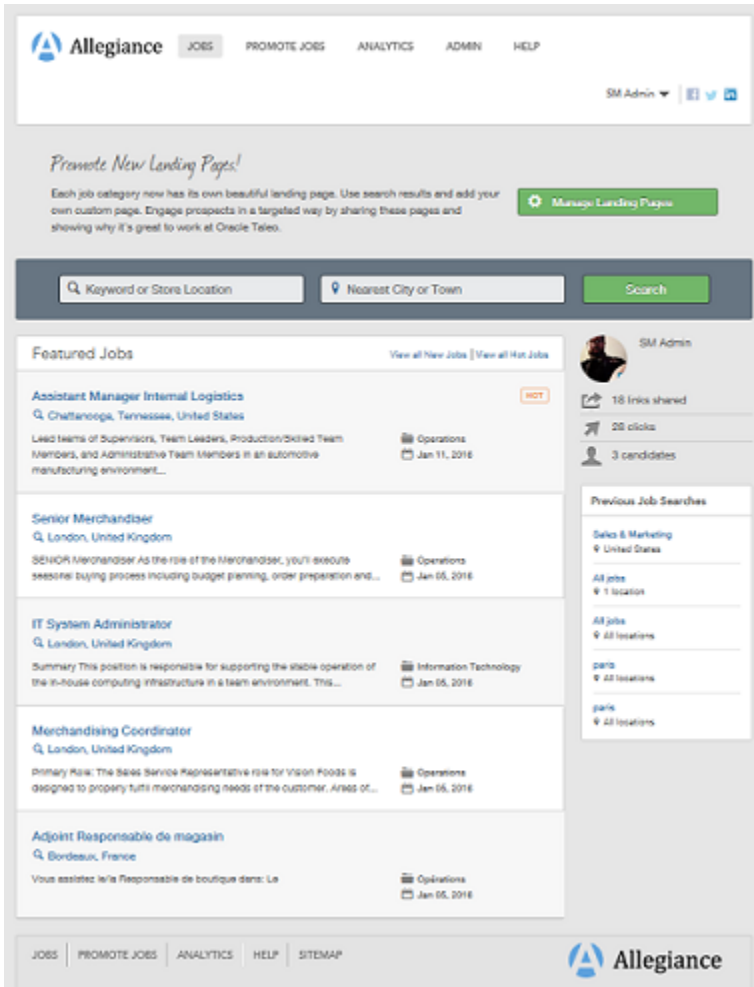 Allegiance JOBS PROMOTE JOBS ANALYTICS ADMIN HELP
SM Admin
Promote New Landing Pages!
Each job category now has its own beautiful landing page. Use search results and add your
own custom page. Engage prospects in a targeted way by sharing these pages and
showing why it's great to work at Oracle Taleo.
Manage Landing Pages
Keyword or Store Location
Nearest City or Town
Search
Featured Jobs
View all New Jobs | View all Hot Jobs
Assistant Manager Internal Logistics
HOT
Chattanooga, Tennessee, United States
Lead teams of Supervisors, Team Leaders, Production/Skilled Team
Members, and Administrative Team Members in an automotive
manufacturing environment...
Operations
Jan 11, 2016
Senior Merchandiser
London, United Kingdom
SENIOR Merchandiser As the role of the Merchandiser, you'll execute
seasonal buying process including budget planning, order preparation and...
Operations
Jan 05, 2016
IT System Administrator
London, United Kingdom
Summary This position is responsible for supporting the stable operation of
the in-house computing infrastructure in a team environment. This...
Information Technology
Jan 05, 2016
Merchandising Coordinator
London, United Kingdom
Primary Role: The Sales Service Representative role for Vision Foods is
designed to properly fulfil merchandising needs of the customer. Areas of...
Operations
Jan 05, 2016
Adjoint Responsable de magasin
Bordeaux, France
Vous assistez le/la Responsable de boutique dans: Le
Opérations
Jan 05, 2016
SM Admin
18 links shared
28 clicks
3 candidates
Previous Job Searches
Sales & Marketing
United States
All jobs
1 location
All jobs
All locations
paris
All locations
paris
All locations
JOBS PROMOTE JOBS ANALYTICS HELP SITEMAP
Allegiance